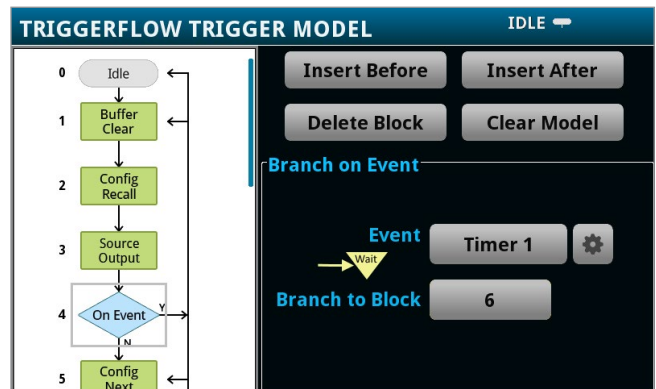 TRIGGERFLOW TRIGGER MODEL
IDLE
0
Idle
1
Buffer
Clear
2
Config
Recall
3
Source
Output
4
On Event
Y
N
5
Config
Next
Insert Before
Insert After
Delete Block
Clear Model
Branch on Event
Event
Timer 1
Wait
Branch to Block
6